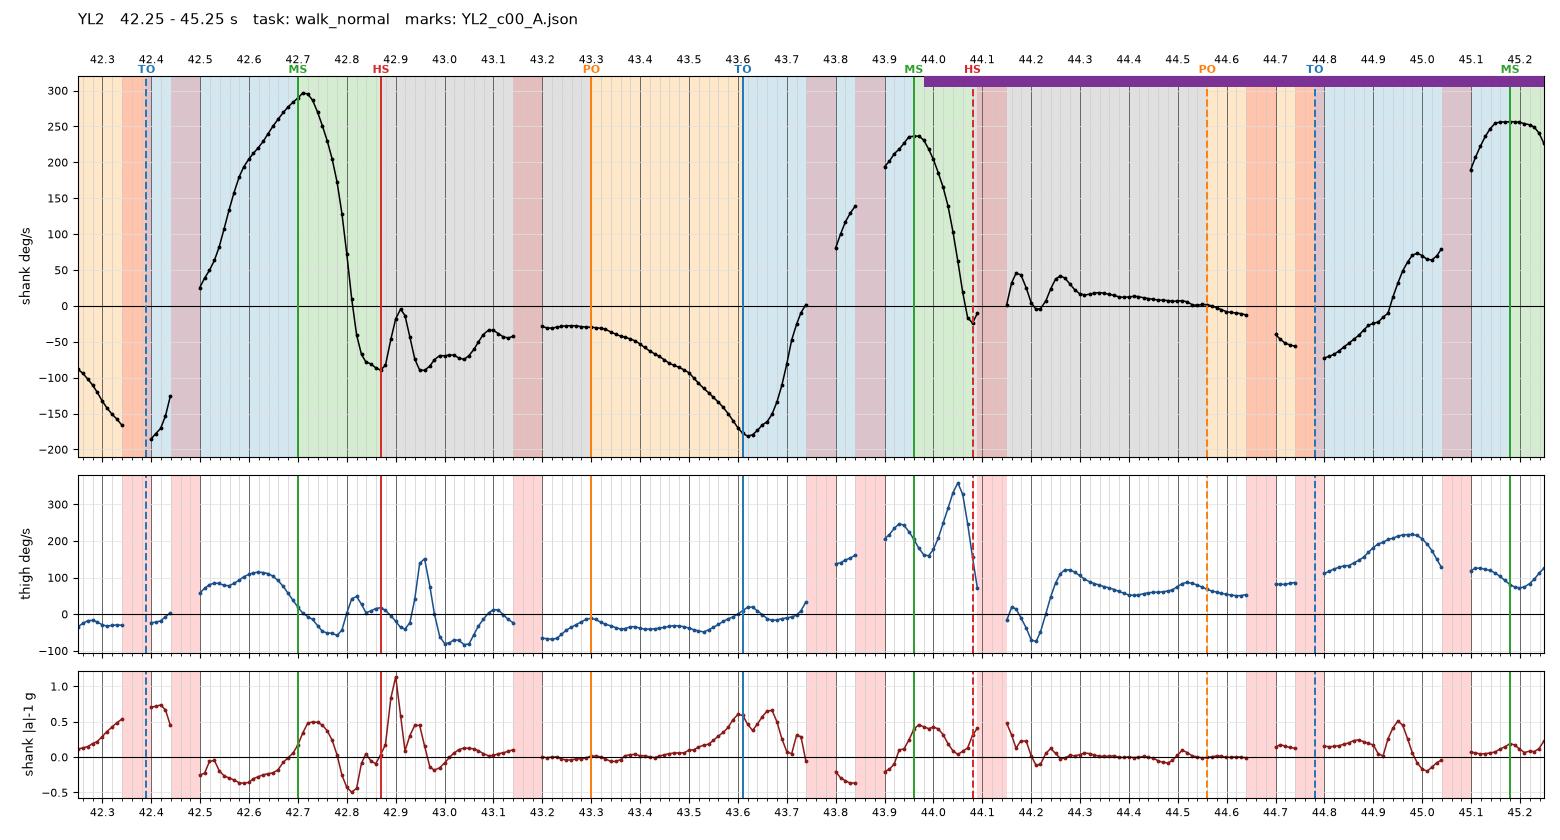 YL2   42.25 - 45.25 s   task: walk_normal   marks: YL2_c00_A.json
42.3 42.4 42.5 42.6 42.7 42.8 42.9 43.0 43.1 43.2 43.3 43.4 43.5 43.6 43.7 43.8 43.9 44.0 44.1 44.2 44.3 44.4 44.5 44.6 44.7 44.8 44.9 45.0 45.1 45.2
TO MS HS PO TO MS HS PO TO MS
shank deg/s
300
250
200
150
100
50
0
−50
−100
−150
−200
thigh deg/s
300
200
100
0
−100
shank |a|-1 g
1.0
0.5
0.0
−0.5
42.3 42.4 42.5 42.6 42.7 42.8 42.9 43.0 43.1 43.2 43.3 43.4 43.5 43.6 43.7 43.8 43.9 44.0 44.1 44.2 44.3 44.4 44.5 44.6 44.7 44.8 44.9 45.0 45.1 45.2